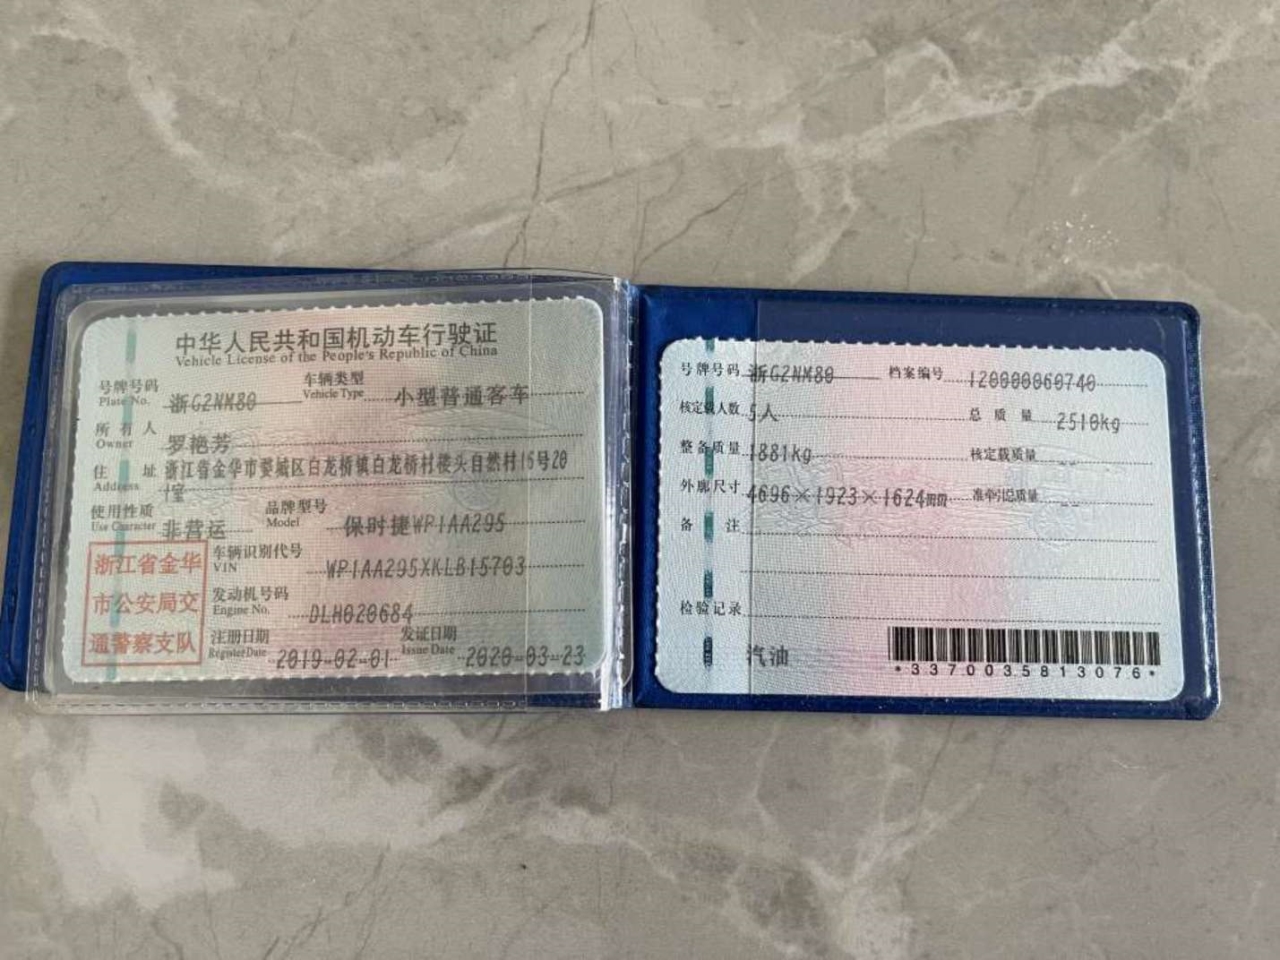 中华人民共和国机动车行驶证
Vehicle License of the People's Republic of China
号牌号码 浙G2NM80 车辆类型 小型普通客车
Plate No. Vehicle Type
所有人 罗艳芳
Owner
住址 浙江省金华市婺城区白龙桥镇白龙桥村楼头自然村16号20
Address 1室
使用性质 非营运 品牌型号 保时捷WP1AA295
Use Character Model
浙江省金华
市公安局交
通警察支队
车辆识别代号 WP1AA295XKLB15703
VIN
发动机号码 DLH020684
Engine No.
注册日期 2019-02-01 发证日期 2020-03-23
Register Date Issue Date
号牌号码 浙G2NM80 档案编号 120000060740
核定载人数 5人 总质量 2510kg
整备质量 1881kg 核定载质量 --
外廓尺寸 4696×1923×1624mm 准牵引总质量 --
备注
检验记录
汽油
*3370035813076*